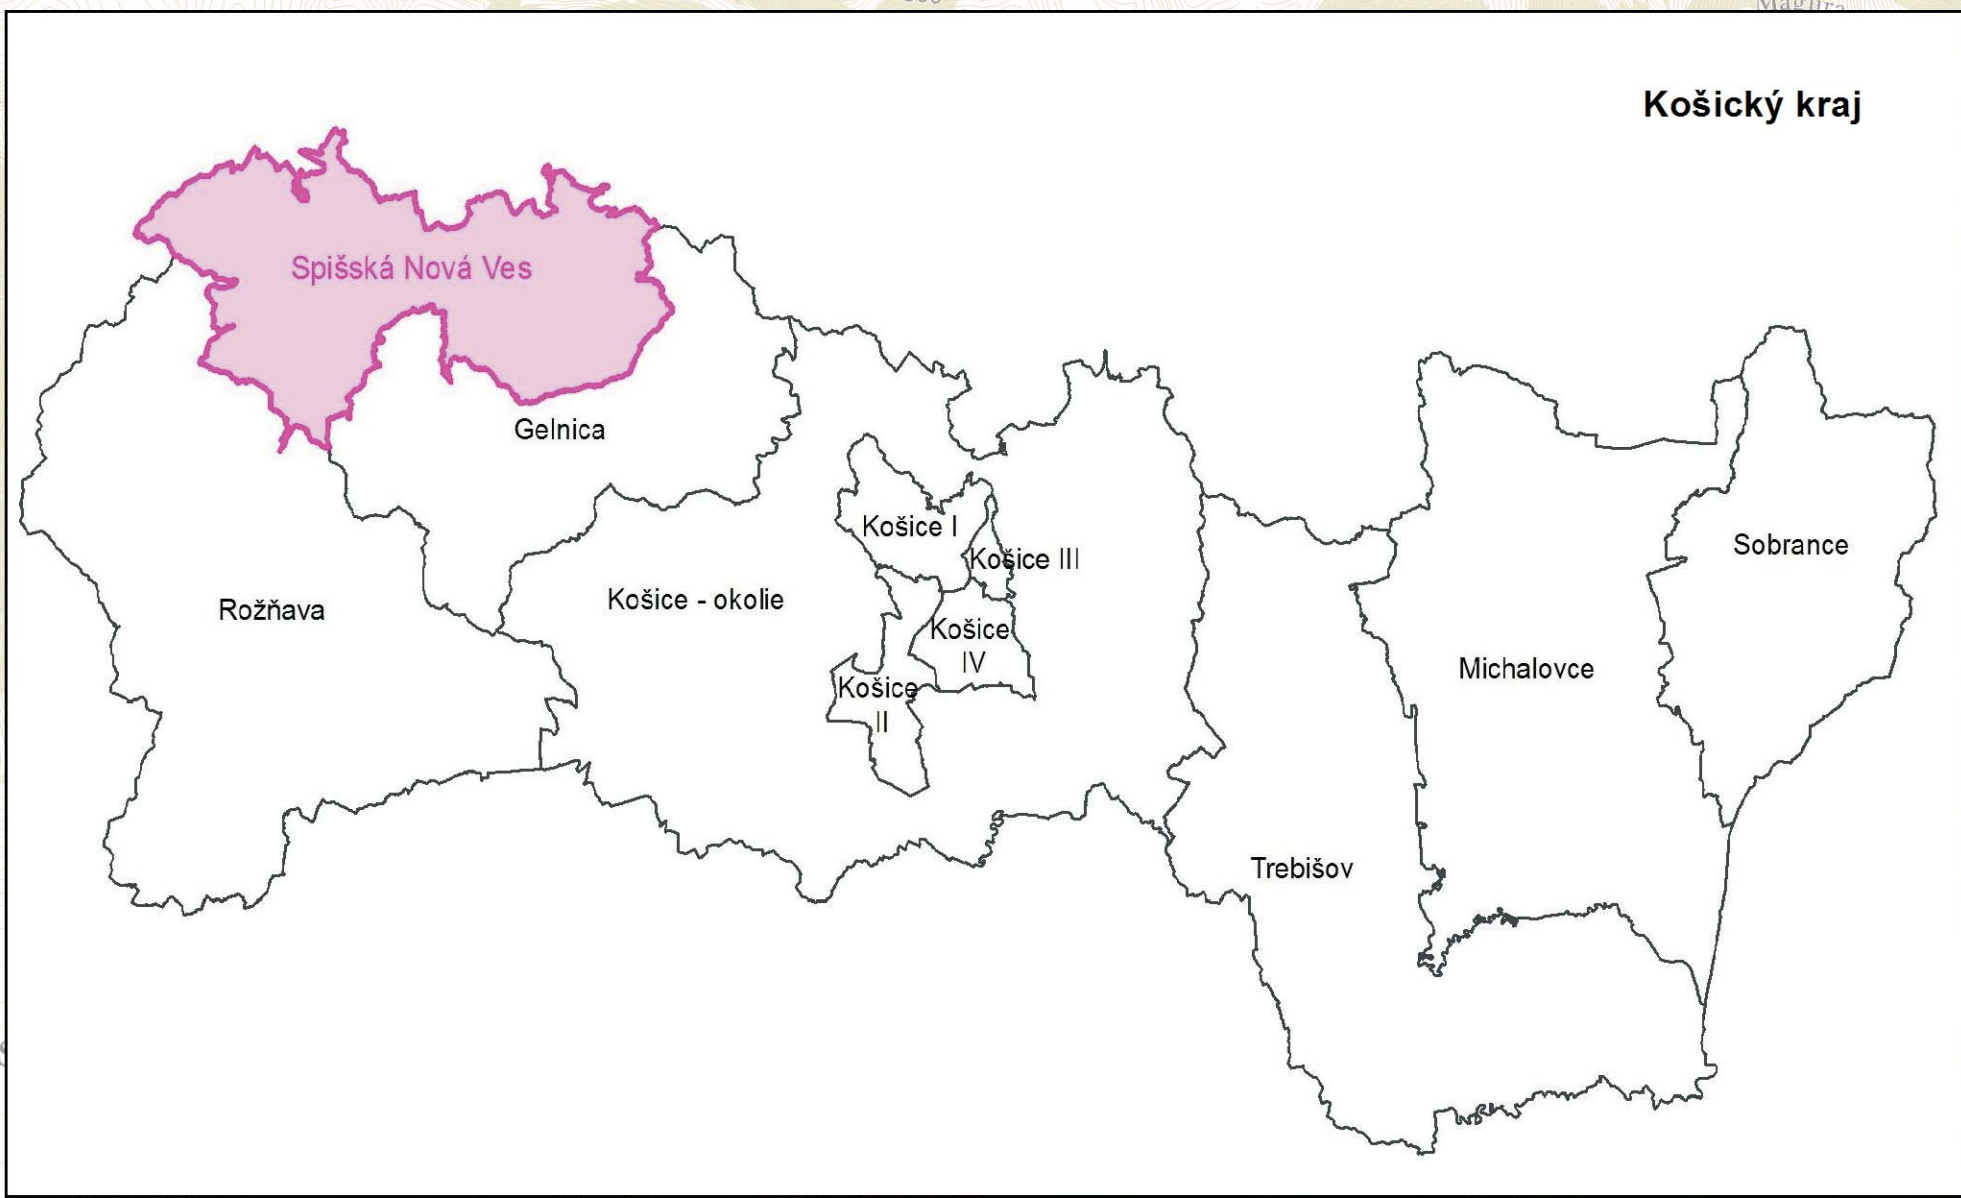 Košický kraj
Spišská Nová Ves
Gelnica
Košice I
Košice III
Sobrance
Rožňava
Košice - okolie
Košice
IV
Michalovce
Košice
II
Trebišov